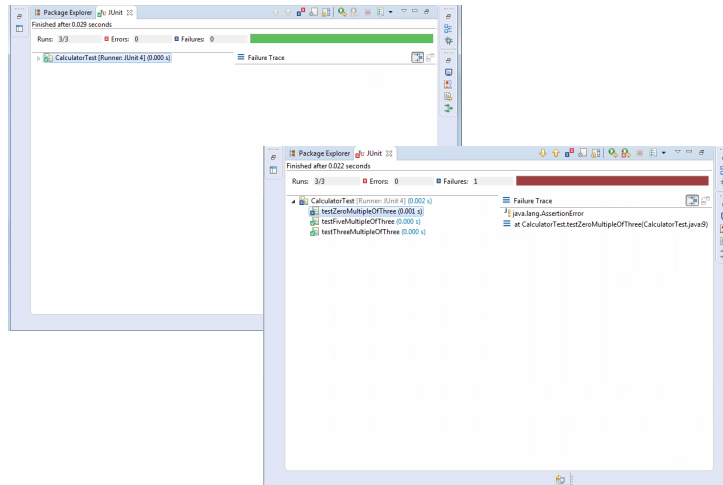 Package Explorer JUnit
Finished after 0.029 seconds
Runs: 3/3 Errors: 0 Failures: 0
CalculatorTest [Runner: JUnit 4] (0.000 s) Failure Trace
Package Explorer JUnit
Finished after 0.022 seconds
Runs: 3/3 Errors: 0 Failures: 1
CalculatorTest [Runner: JUnit 4] (0.002 s) Failure Trace
testZeroMultipleOfThree (0.001 s) java.lang.AssertionError
testFiveMultipleOfThree (0.000 s) at CalculatorTest.testZeroMultipleOfThree(CalculatorTest.java:9)
testThreeMultipleOfThree (0.000 s)